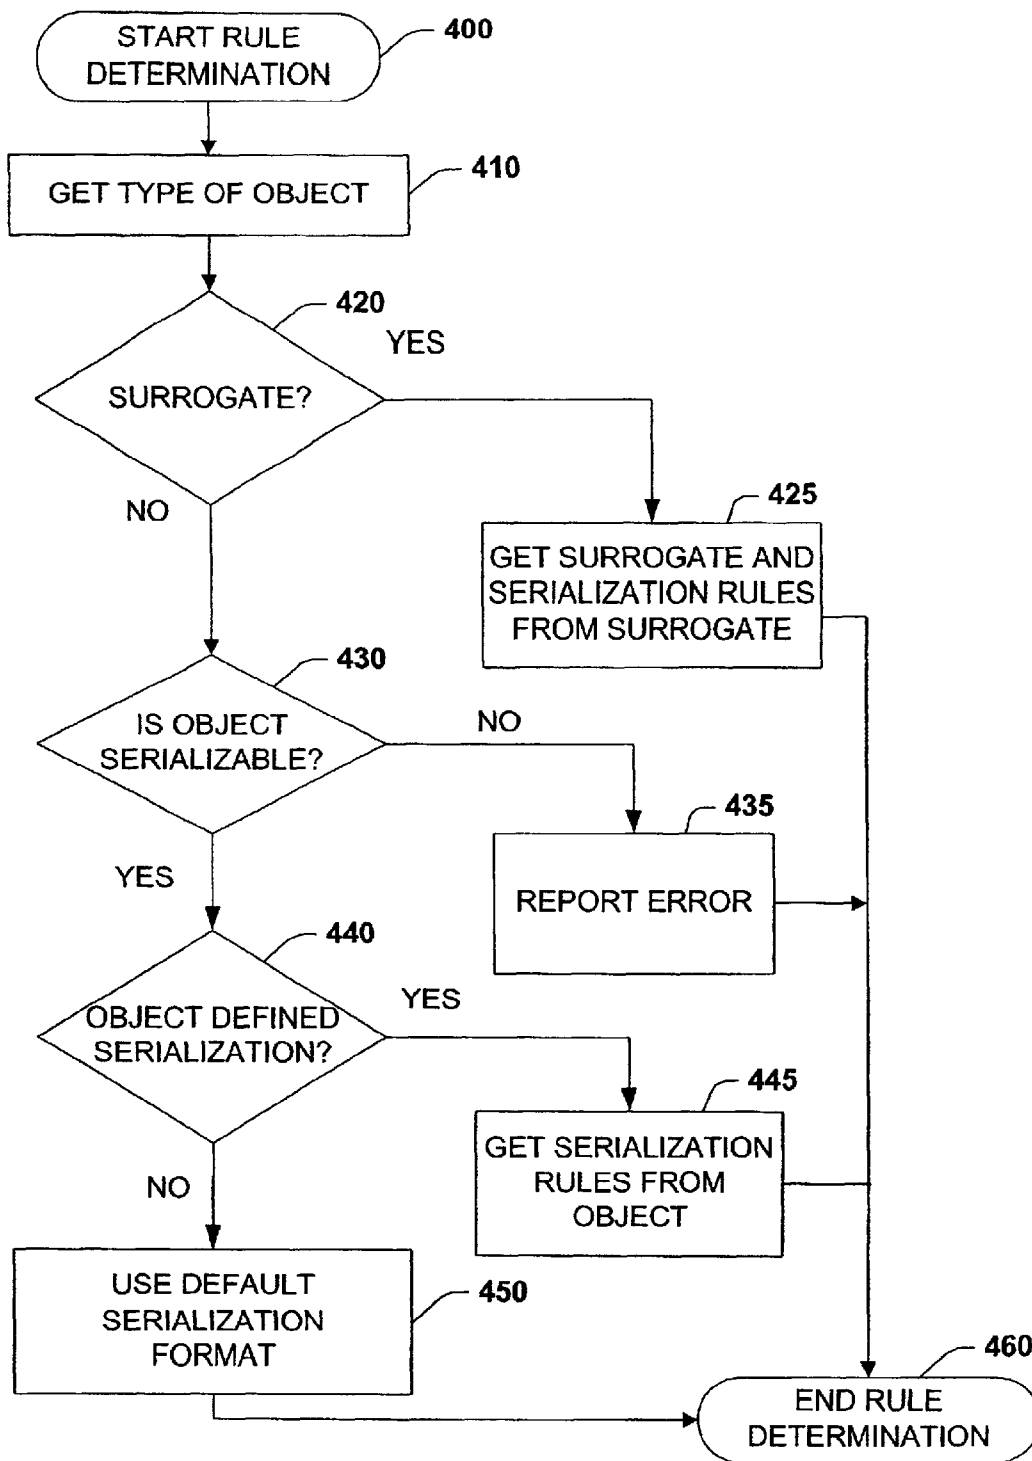 START RULE
DETERMINATION
400
GET TYPE OF OBJECT
410
420
SURROGATE?
YES
NO
425
GET SURROGATE AND
SERIALIZATION RULES
FROM SURROGATE
430
IS OBJECT
SERIALIZABLE?
NO
YES
435
REPORT ERROR
440
OBJECT DEFINED
SERIALIZATION?
YES
NO
445
GET SERIALIZATION
RULES FROM
OBJECT
USE DEFAULT
SERIALIZATION
FORMAT
450
460
END RULE
DETERMINATION